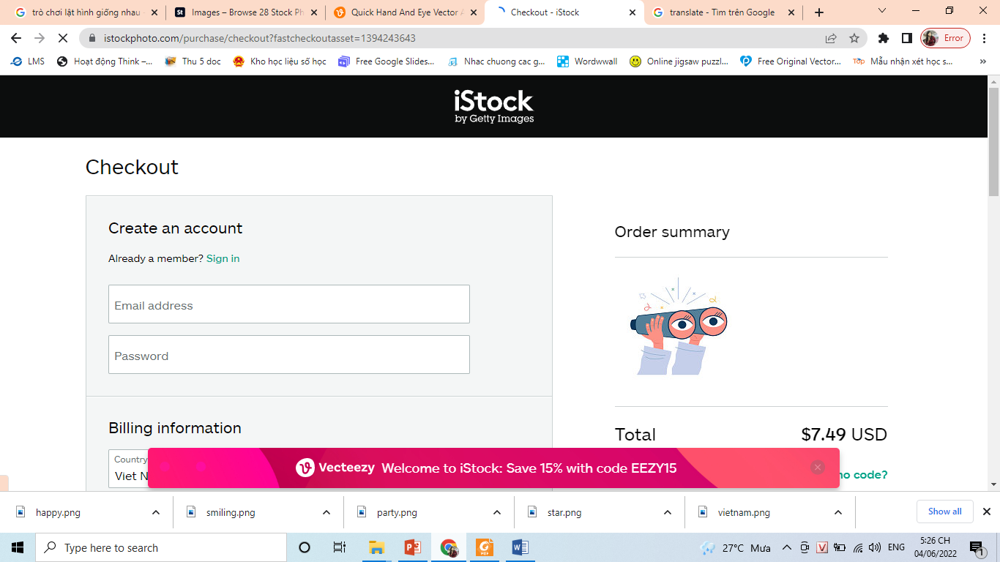 trò chơi lật hình giống nhau
Images – Browse 28 Stock Ph
Quick Hand And Eye Vector A
Checkout - iStock
translate - Tìm trên Google
istockphoto.com/purchase/checkout?fastcheckoutasset=1394243643
Error
LMS
Hoạt động Think –...
Thu 5 doc
Kho học liệu số học
Free Google Slides...
Nhac chuong cac g...
Wordwwall
Online jigsaw puzzl...
Free Original Vector...
TOP
Mẫu nhận xét học s...
»
iStock
by Getty Images
Checkout
Create an account
Already a member? Sign in
Email address
Password
Order summary
Billing information
Total $7.49 USD
Country
Viet N
Vecteezy Welcome to iStock: Save 15% with code EEZY15
no code?
happy.png
smiling.png
party.png
star.png
vietnam.png
Show all
Type here to search
PDF
27°C Mưa
ENG
5:26 CH
04/06/2022
1